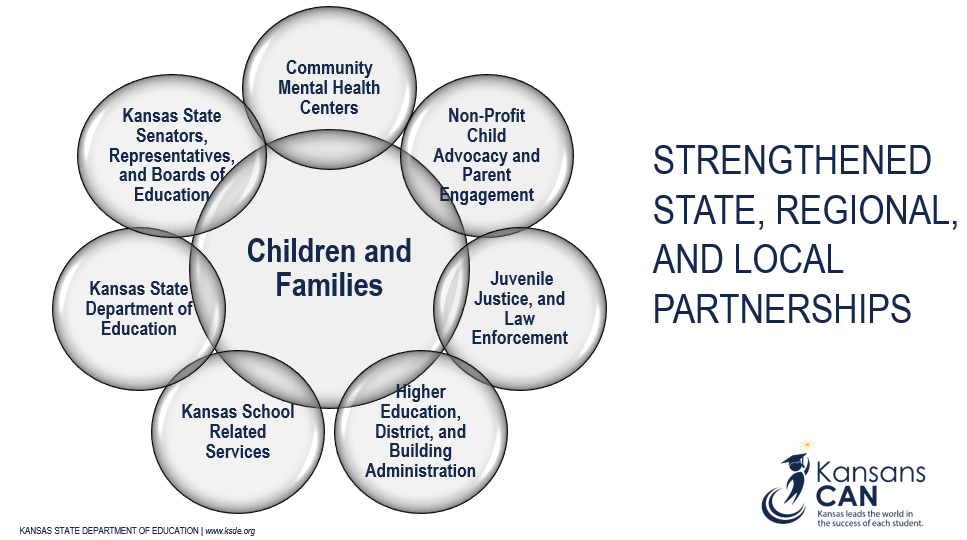 Community
Mental Health
Centers
Non-Profit
Child
Advocacy and
Parent
Engagement
Juvenile
Justice, and
Law
Enforcement
Higher
Education,
District, and
Building
Administration
Kansas School
Related
Services
Kansas State
Department of
Education
Kansas State
Senators,
Representatives,
and Boards of
Education
Children and
Families
STRENGTHENED
STATE, REGIONAL,
AND LOCAL
PARTNERSHIPS
Kansans
CAN
Kansas leads the world in
the success of each student.
KANSAS STATE DEPARTMENT OF EDUCATION | www.ksde.org